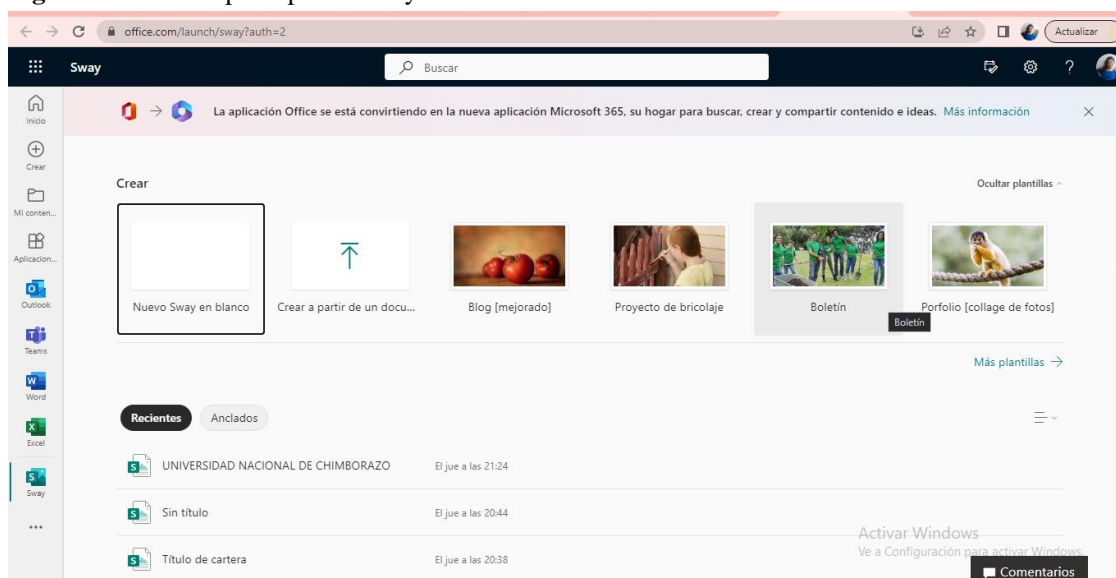 office.com/launch/sway?auth=2
Actualizar
Sway
Buscar
?
Inicio
La aplicación Office se está convirtiendo en la nueva aplicación Microsoft 365, su hogar para buscar, crear y compartir contenido e ideas. Más información
Crear
Crear
Ocultar plantillas
Mi conten...
Aplicacion...
Outlook
Nuevo Sway en blanco
Crear a partir de un docu...
Blog [mejorado]
Proyecto de bricolaje
Boletín
Porfolio [collage de fotos]
Boletín
Teams
Más plantillas
Word
Recientes
Anclados
Excel
UNIVERSIDAD NACIONAL DE CHIMBORAZO
El jue a las 21:24
Sway
Sin título
El jue a las 20:44
Título de cartera
El jue a las 20:38
Activar Windows
Ve a Configuración para activar Windows.
Comentarios